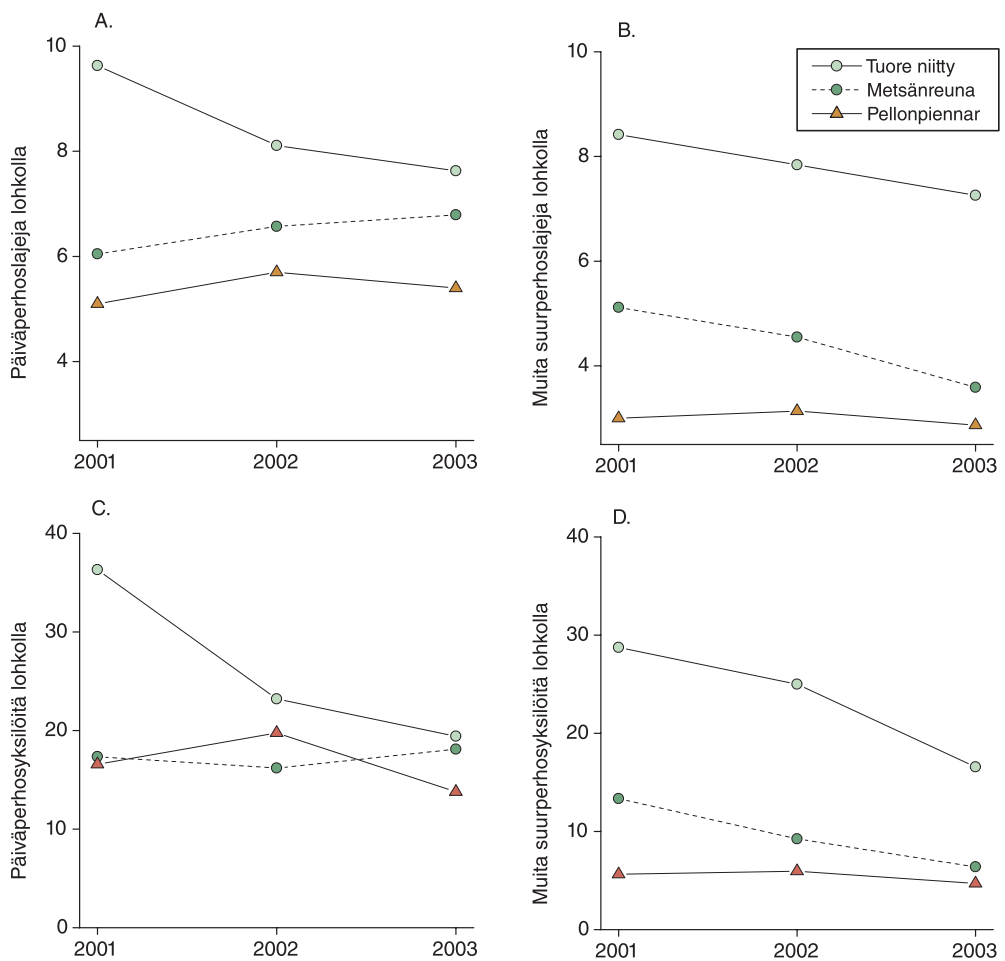 A.
Päiväperhoslajeja lohkolla
10
8
6
4
2001
2002
2003
B.
Muita suurperhoslajeja lohkolla
10
8
6
4
2001
2002
2003
Tuore niitty
Metsänreuna
Pellonpiennar
C.
Päiväperhosyksilöitä lohkolla
40
30
20
10
0
2001
2002
2003
D.
Muita suurperhosyksilöitä lohkolla
40
30
20
10
0
2001
2002
2003